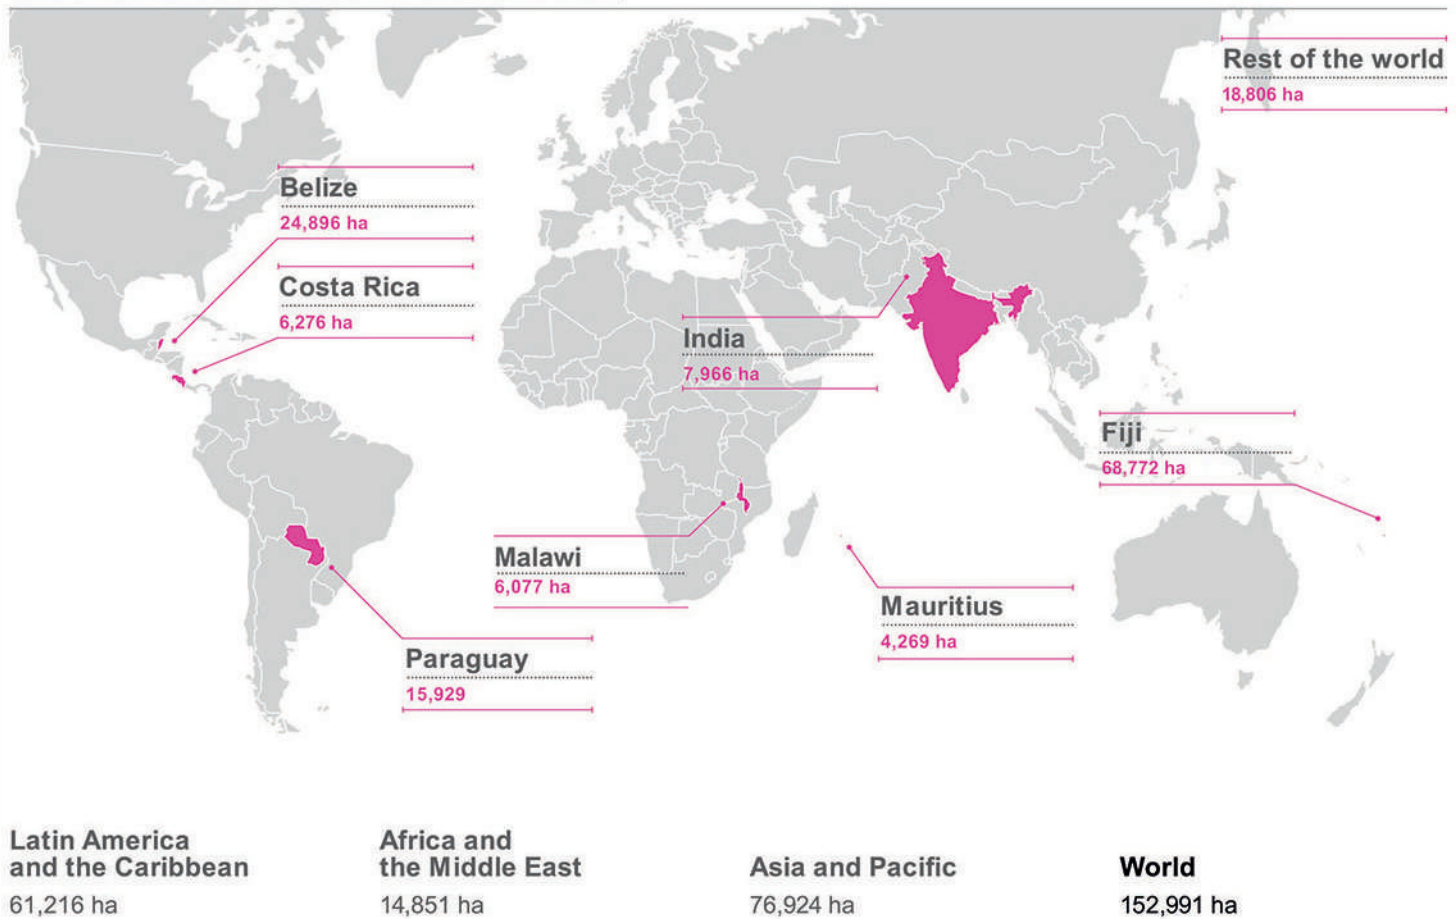 Rest of the world
18,806 ha
Belize
24,896 ha
Costa Rica
6,276 ha
India
7,966 ha
Fiji
68,772 ha
Malawi
6,077 ha
Mauritius
4,269 ha
Paraguay
15,929
Latin America
and the Caribbean
61,216 ha
Africa and
the Middle East
14,851 ha
Asia and Pacific
76,924 ha
World
152,991 ha